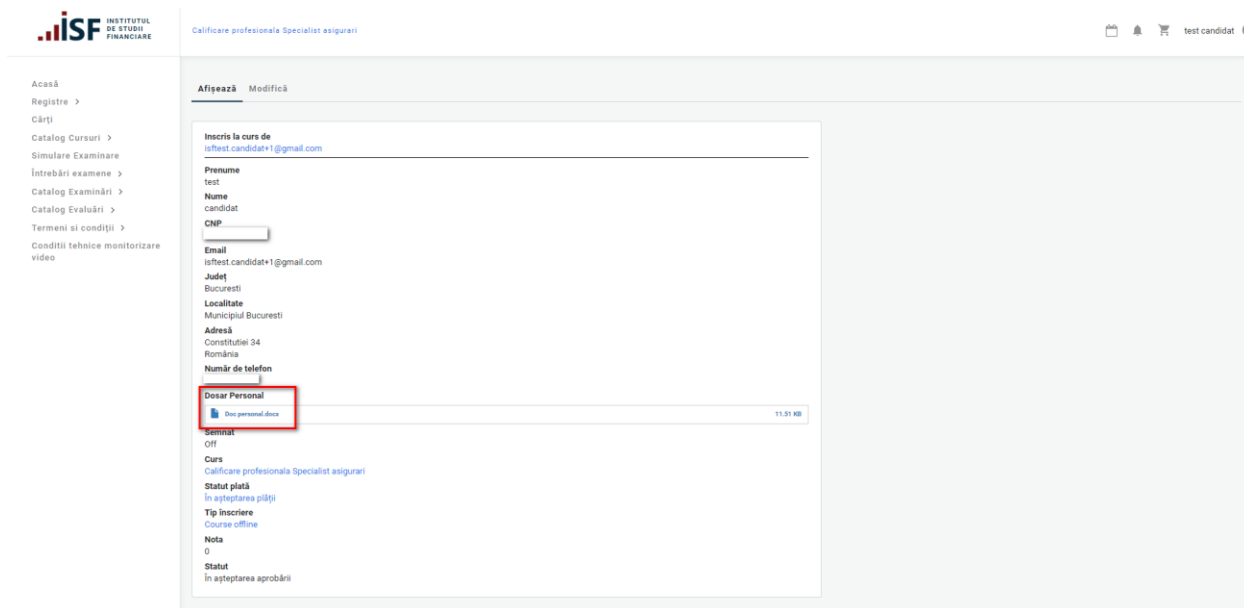 ISF INSTITUTUL
DE STUDII
FINANCIARE
Calificare profesionala Specialist asigurari
test candidat
Acasă
Registre >
Cărți
Catalog Cursuri >
Simulare Examinare
Întrebări examene >
Catalog Examinări >
Catalog Evaluări >
Termeni si condiții >
Conditii tehnice monitorizare
video
Afișează Modifică
Inscris la curs de
isftest.candidat+1@gmail.com
Prenume
test
Nume
candidat
CNP
Email
isftest.candidat+1@gmail.com
Județ
Bucuresti
Localitate
Municipiul Bucuresti
Adresă
Constitutiei 34
România
Număr de telefon
Dosar Personal
Doc personal.docx 11.51 KB
Semnat
Off
Curs
Calificare profesionala Specialist asigurari
Statut plată
În așteptarea plății
Tip inscriere
Course offline
Nota
0
Statut
În așteptarea aprobării